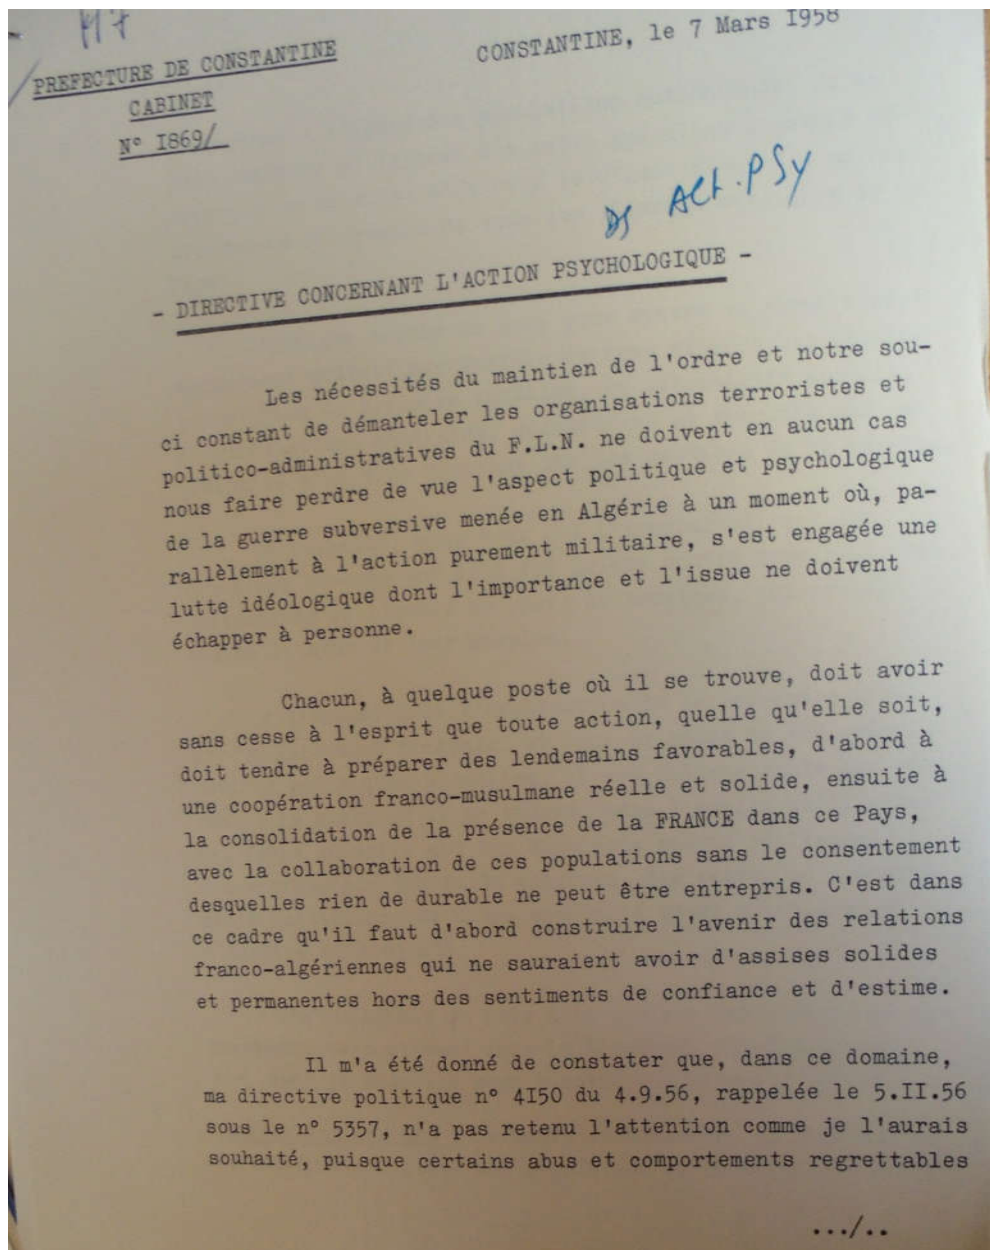 M7
PREFECTURE DE CONSTANTINE
CONSTANTINE, le 7 Mars I958
CABINET
N° I869/
Act.PSy
- DIRECTIVE CONCERNANT L'ACTION PSYCHOLOGIQUE -
Les nécessités du maintien de l'ordre et notre sou-
ci constant de démanteler les organisations terroristes et
politico-administratives du F.L.N. ne doivent en aucun cas
nous faire perdre de vue l'aspect politique et psychologique
de la guerre subversive menée en Algérie à un moment où, pa-
rallèlement à l'action purement militaire, s'est engagée une
lutte idéologique dont l'importance et l'issue ne doivent
échapper à personne.
Chacun, à quelque poste où il se trouve, doit avoir
sans cesse à l'esprit que toute action, quelle qu'elle soit,
doit tendre à préparer des lendemains favorables, d'abord à
une coopération franco-musulmane réelle et solide, ensuite à
la consolidation de la présence de la FRANCE dans ce Pays,
avec la collaboration de ces populations sans le consentement
desquelles rien de durable ne peut être entrepris. C'est dans
ce cadre qu'il faut d'abord construire l'avenir des relations
franco-algériennes qui ne sauraient avoir d'assises solides
et permanentes hors des sentiments de confiance et d'estime.
Il m'a été donné de constater que, dans ce domaine,
ma directive politique n° 4I50 du 4.9.56, rappelée le 5.II.56
sous le n° 5357, n'a pas retenu l'attention comme je l'aurais
souhaité, puisque certains abus et comportements regrettables
.../..